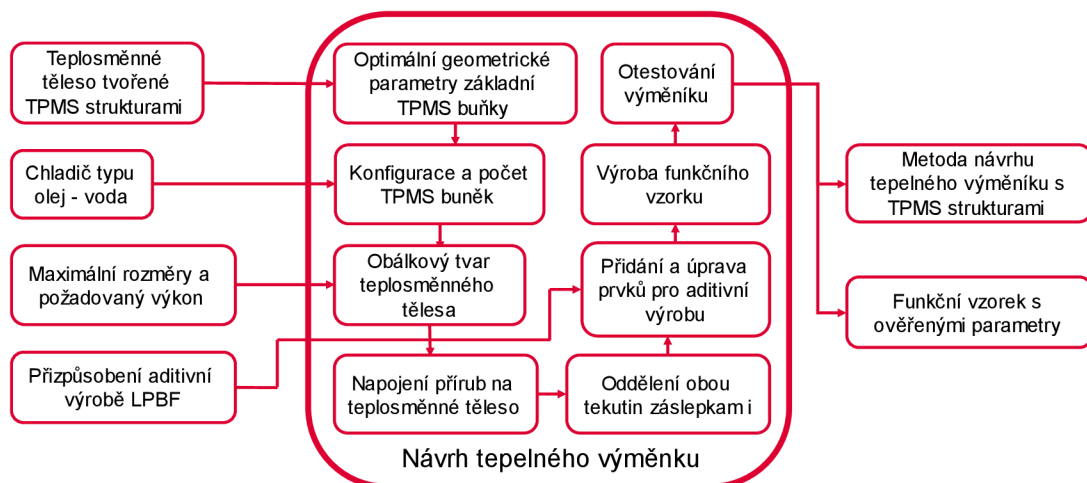 Teplosměnné
těleso tvořené
TPMS strukturami
Chladič typu
olej - voda
Maximální rozměry a
požadovaný výkon
Přizpůsobení aditivní
výrobě LPBF
Optimální geometrické
parametry základní
TPMS buňky
Konfigurace a počet
TPMS buněk
Obálkový tvar
teplosměnného
tělesa
Napojení přírub na
teplosměnné těleso
Oddělení obou
tekutin záslepkam i
Přidání a úprava
prvků pro aditivní
výrobu
Výroba funkčního
vzorku
Otestování
výměníku
Návrh tepelného výměnku
Metoda návrhu
tepelného výměníku s
TPMS strukturami
Funkční vzorek s
ověřenými parametry